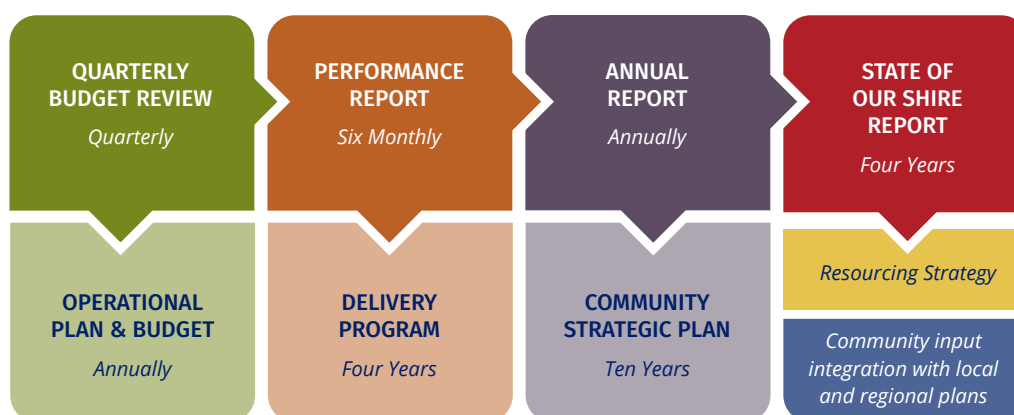 QUARTERLY
BUDGET REVIEW
Quarterly
PERFORMANCE
REPORT
Six Monthly
ANNUAL
REPORT
Annually
STATE OF
OUR SHIRE
REPORT
Four Years
OPERATIONAL
PLAN & BUDGET
Annually
DELIVERY
PROGRAM
Four Years
COMMUNITY
STRATEGIC PLAN
Ten Years
Resourcing Strategy
Community input
integration with local
and regional plans